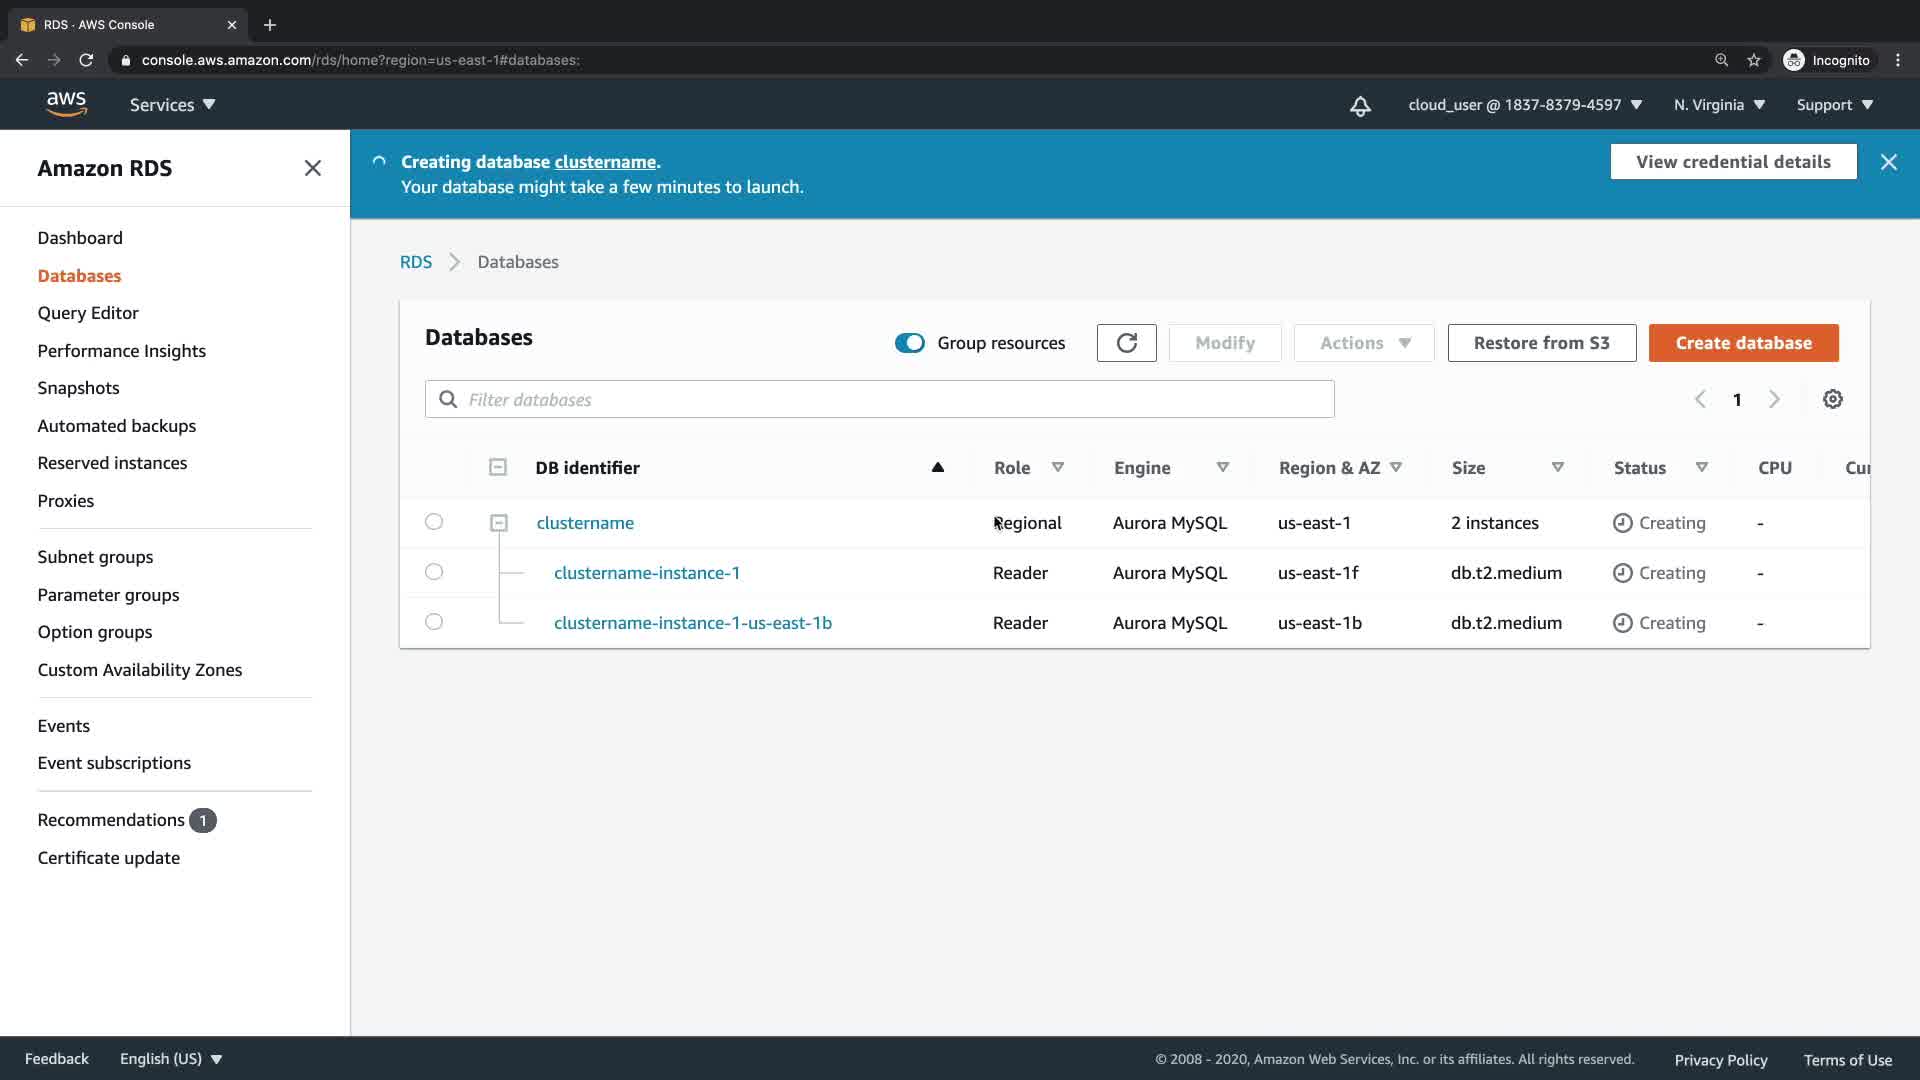 RDS · AWS Console
console.aws.amazon.com/rds/home?region=us-east-1#databases:
Incognito
aws
Services
cloud_user @ 1837-8379-4597
N. Virginia
Support
Amazon RDS
Dashboard
Databases
Query Editor
Performance Insights
Snapshots
Automated backups
Reserved instances
Proxies
Subnet groups
Parameter groups
Option groups
Custom Availability Zones
Events
Event subscriptions
Recommendations 1
Certificate update
Creating database clustername.
Your database might take a few minutes to launch.
View credential details
RDS
Databases
Databases
Group resources
Modify
Actions
Restore from S3
Create database
Filter databases
1
DB identifier Role Engine Region & AZ Size Status CPU Cur
clustername Regional Aurora MySQL us-east-1 2 instances Creating -
clustername-instance-1 Reader Aurora MySQL us-east-1f db.t2.medium Creating -
clustername-instance-1-us-east-1b Reader Aurora MySQL us-east-1b db.t2.medium Creating -
Feedback
English (US)
© 2008 - 2020, Amazon Web Services, Inc. or its affiliates. All rights reserved.
Privacy Policy
Terms of Use